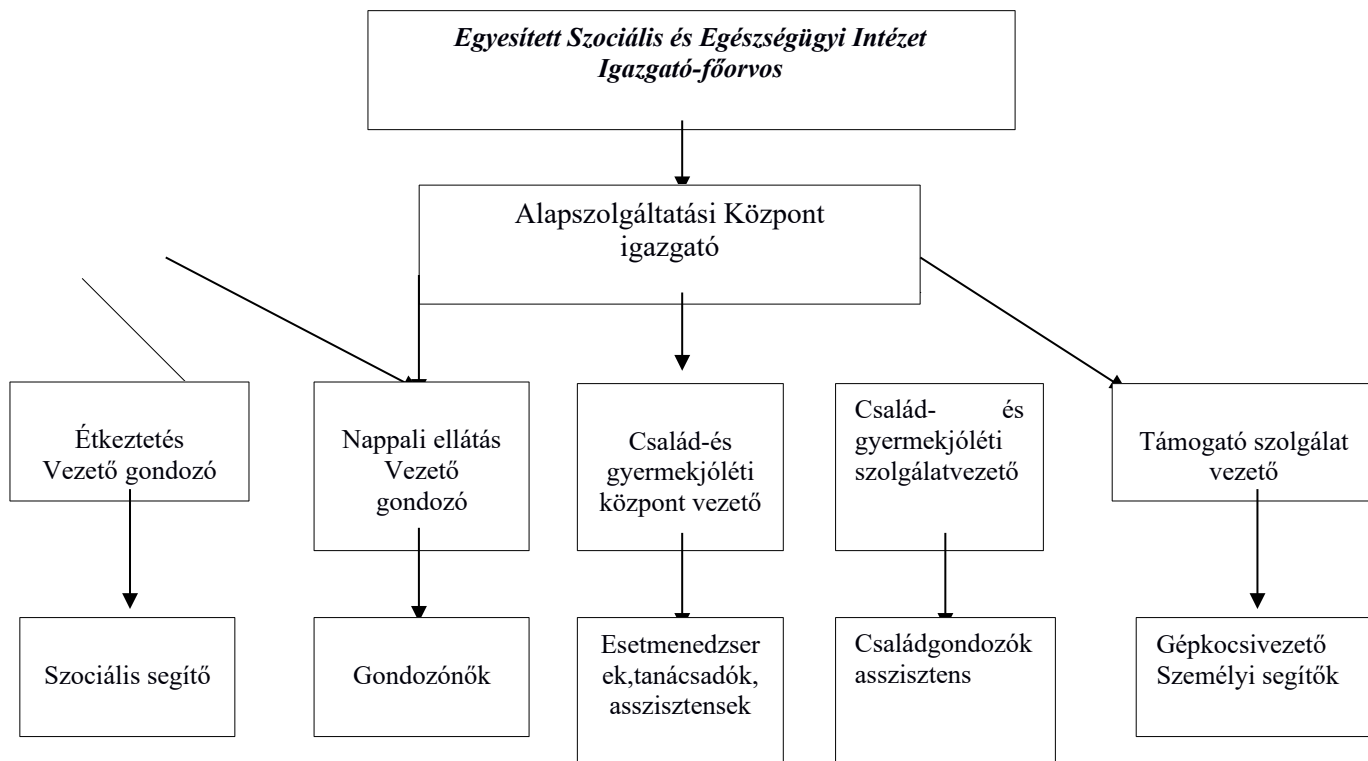 Egyesített Szociális és Egészségügyi Intézet
Igazgató-főorvos
Alapszolgáltatási Központ
igazgató
Étkeztetés
Vezető gondozó
Nappali ellátás
Vezető
gondozó
Család-és
gyermekjóléti
központ vezető
Család- és
gyermekjóléti
szolgálatvezető
Támogató szolgálat
vezető
Szociális segítő
Gondozónők
Esetmenedzser
ek,tanácsadók,
asszisztensek
Családgondozók
asszisztens
Gépkocsivezető
Személyi segítők